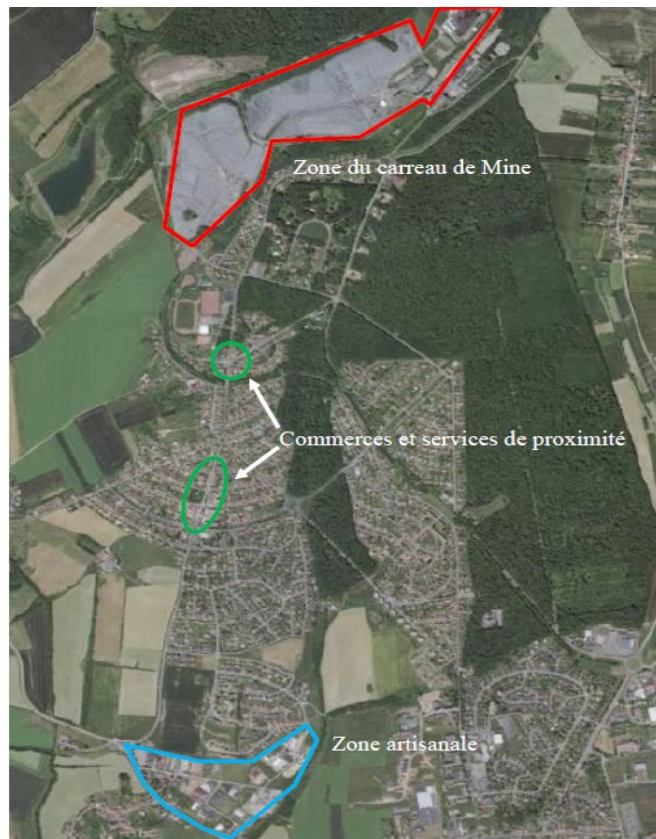 Zone du carreau de Mine
Commerces et services de proximité
Zone artisanale